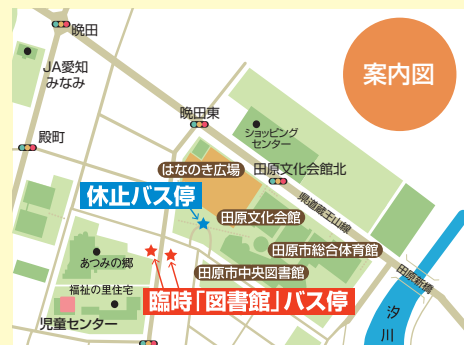 晩田
JA愛知
みなみ
案内図
晩田東
殿町
ショッピング
センター
はなのき広場
田原文化会館北
休止バス停
県道蔵王山線
田原文化会館
田原市総合体育館
あつみの郷
田原市中央図書館
田原新橋
福祉の里住宅
臨時「図書館」バス停
児童センター
汐川